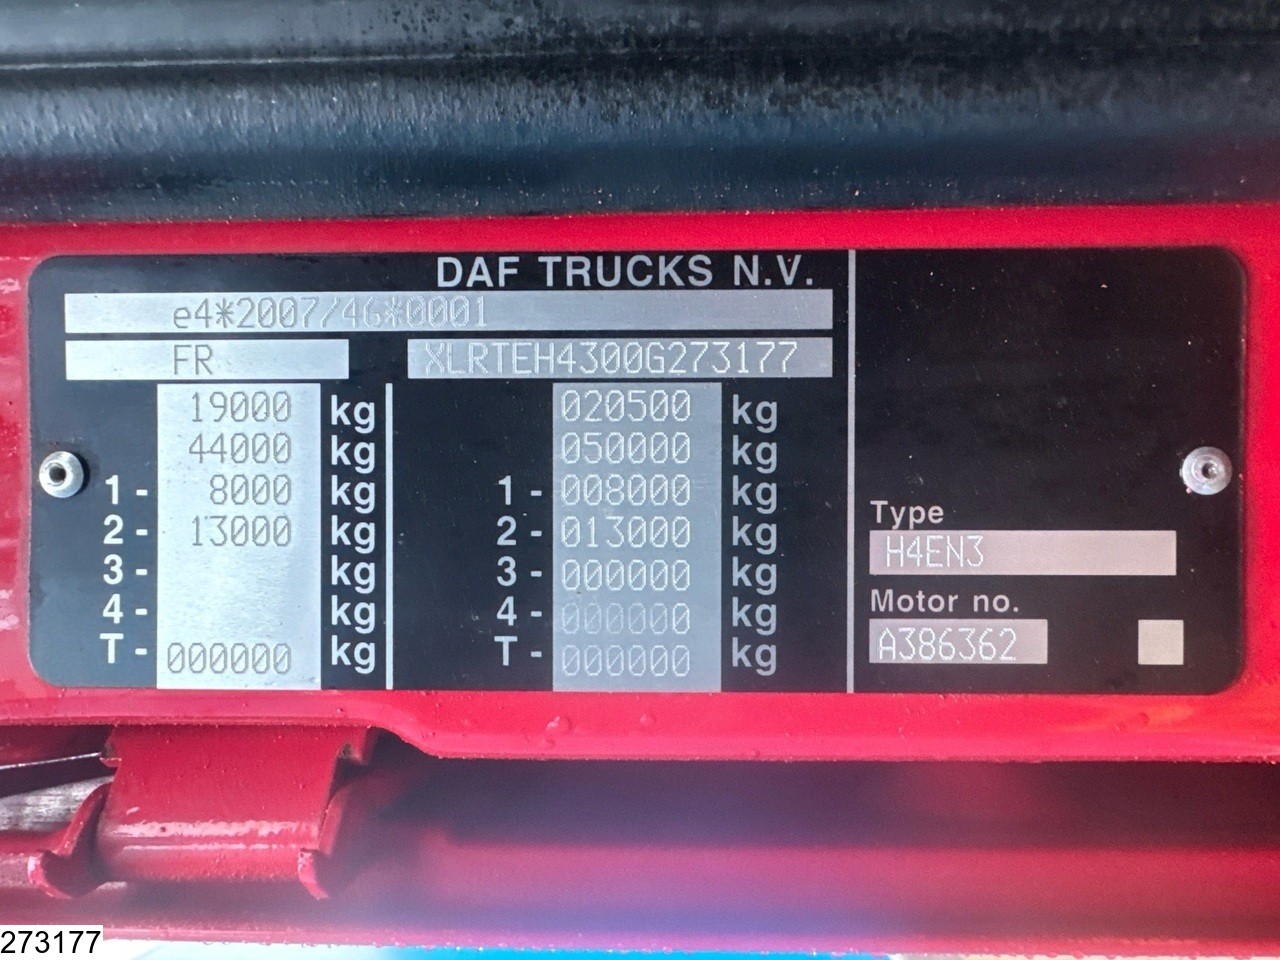 DAF TRUCKS N.V.
e4*2007/46*0001
FR XLRTEH4300G273177
19000 kg 020500 kg
44000 kg 050000 kg
1 - 8000 kg 1 - 008000 kg
2 - 13000 kg 2 - 013000 kg
3 - kg 3 - 000000 kg
4 - kg 4 - 000000 kg
T - 000000 kg T - 000000 kg
Type
H4EN3
Motor no.
A386362
273177